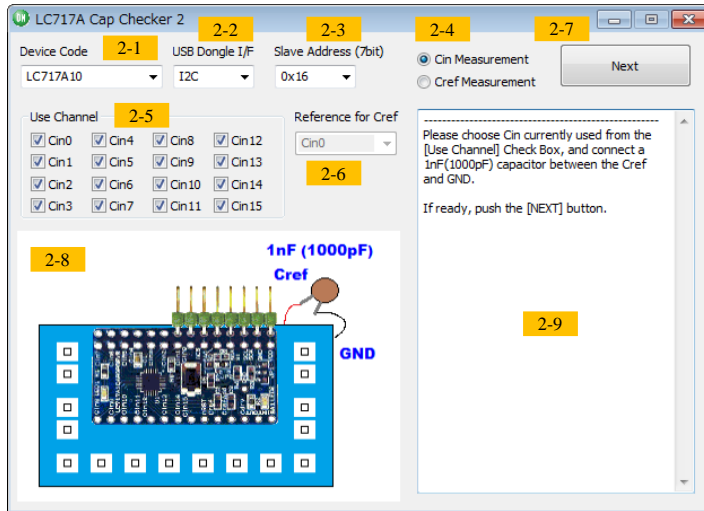 LC717A Cap Checker 2
2-1
2-2
2-3
2-4
2-7
Device Code
USB Dongle I/F
Slave Address (7bit)
LC717A10
I2C
0x16
Cin Measurement
Cref Measurement
Next
Use Channel
2-5
Reference for Cref
Cin0 Cin4 Cin8 Cin12
Cin1 Cin5 Cin9 Cin13
Cin2 Cin6 Cin10 Cin14
Cin3 Cin7 Cin11 Cin15
Cin0
2-6
------------------------------------------------------
Please choose Cin currently used from the
[Use Channel] Check Box, and connect a
1nF(1000pF) capacitor between the Cref
and GND.
If ready, push the [NEXT] button.
2-8
1nF (1000pF)
Cref
GND
2-9